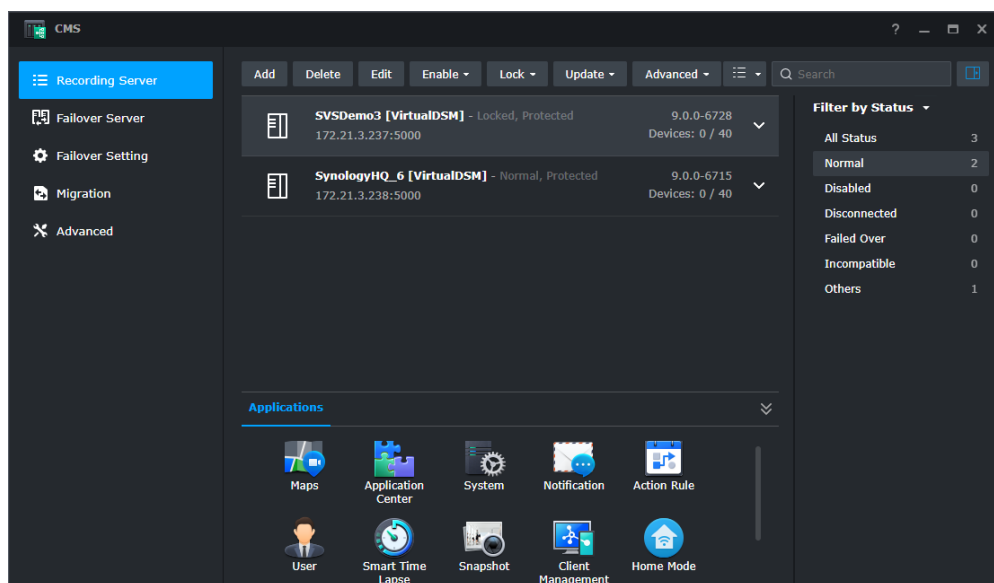 CMS
?
Recording Server
Failover Server
Failover Setting
Migration
Advanced
Add Delete Edit Enable Lock Update Advanced Search
SVSDemo3 [VirtualDSM] - Locked, Protected 9.0.0-6728
172.21.3.237:5000 Devices: 0 / 40
SynologyHQ_6 [VirtualDSM] - Normal, Protected 9.0.0-6715
172.21.3.238:5000 Devices: 0 / 40
Filter by Status
All Status 3
Normal 2
Disabled 0
Disconnected 0
Failed Over 0
Incompatible 0
Others 1
Applications
Maps
Application
Center
System
Notification
Action Rule
User
Smart Time
Lapse
Snapshot
Client
Management
Home Mode